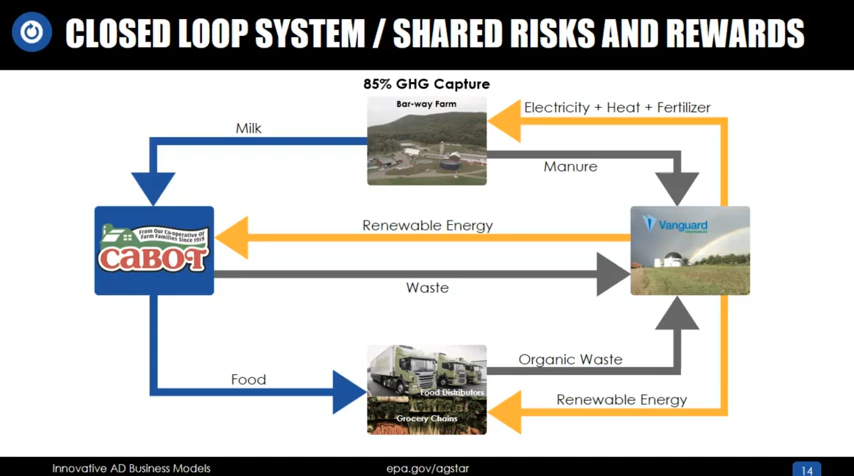 CLOSED LOOP SYSTEM / SHARED RISKS AND REWARDS
85% GHG Capture
Bar-way Farm
Electricity + Heat + Fertilizer
Milk
Manure
From Our Co-operative Of
Farm Families Since 1919
CABOT
Renewable Energy
Vanguard
Waste
Food
Food Distributors
Grocery Chains
Organic Waste
Renewable Energy
Innovative AD Business Models
epa.gov/agstar
14